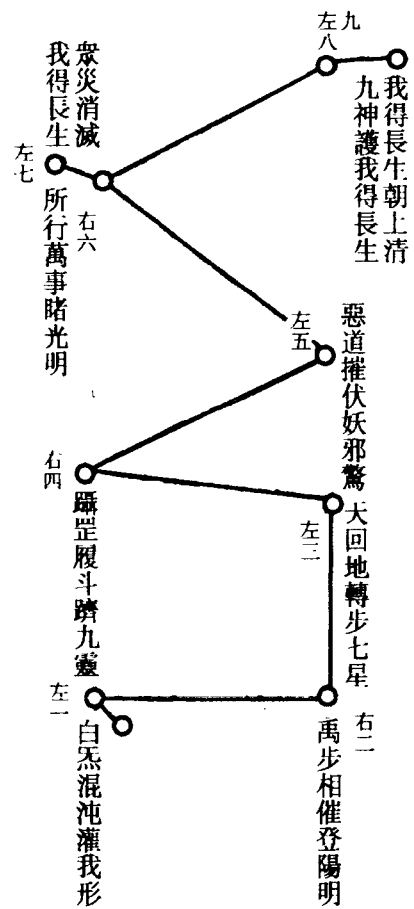 九
左八
我得長生朝上清
九神護我得長生
衆災消滅
我得長生
左七
右六
所行萬事睹光明
左五
惡道摧伏妖邪驚
右四
躡罡履斗躋九靈
左三
天回地轉步七星
右二
禹步相催登陽明
左一
白炁混沌灌我形